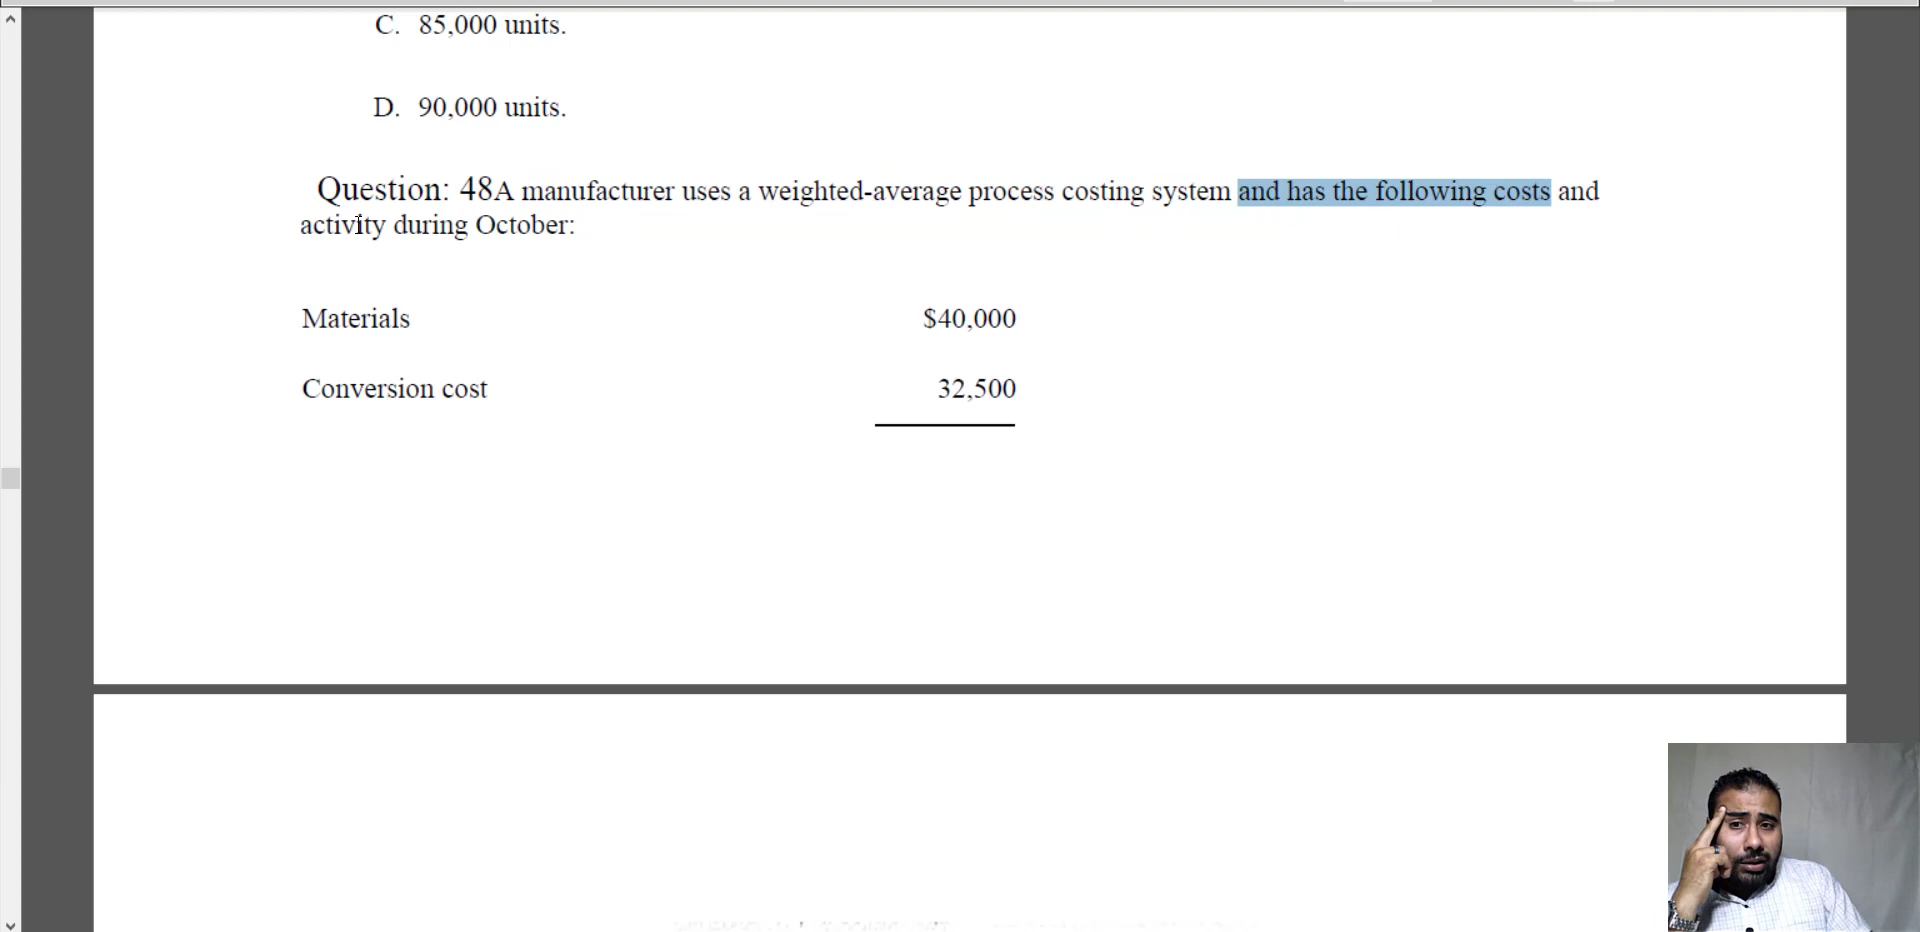 C. 85,000 units.
D. 90,000 units.
Question: 48A manufacturer uses a weighted-average process costing system and has the following costs and
activity during October:
Materials $40,000
Conversion cost 32,500